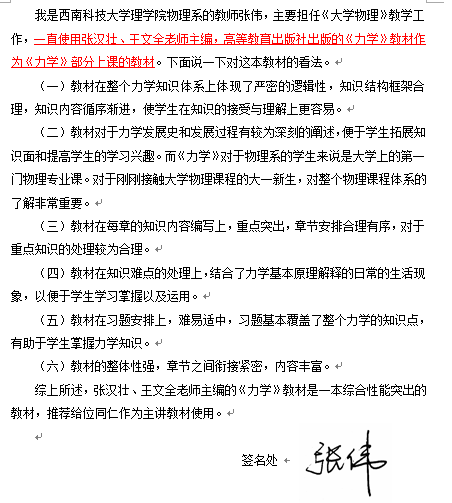 我是西南科技大学理学院物理系的教师张伟，主要担任《大学物理》教学工
作，一直使用张汉壮、王文全老师主编，高等教育出版社出版的《力学》教材作
为《力学》部分上课的教材。下面说一下对这本教材的看法。
（一）教材在整个力学知识体系上体现了严密的逻辑性，知识结构框架合
理，知识内容循序渐进，使学生在知识的接受与理解上更容易。
（二）教材对于力学发展史和发展过程有较为深刻的阐述，便于学生拓展知
识面和提高学生的学习兴趣。而《力学》对于物理系的学生来说是大学上的第一
门物理专业课。对于刚刚接触大学物理课程的大一新生，对整个物理课程体系的
了解非常重要。
（三）教材在每章的知识内容编写上，重点突出，章节安排合理有序，对于
重点知识的处理较为合理。
（四）教材在知识难点的处理上，结合了力学基本原理解释的日常的生活现
象，以便于学生学习掌握以及运用。
（五）教材在习题安排上，难易适中，习题基本覆盖了整个力学的知识点，
有助于学生掌握力学知识。
（六）教材的整体性强，章节之间衔接紧密，内容丰富。
综上所述，张汉壮、王文全老师主编的《力学》教材是一本综合性能突出的
教材，推荐给位同仁作为主讲教材使用。
签名处 张伟